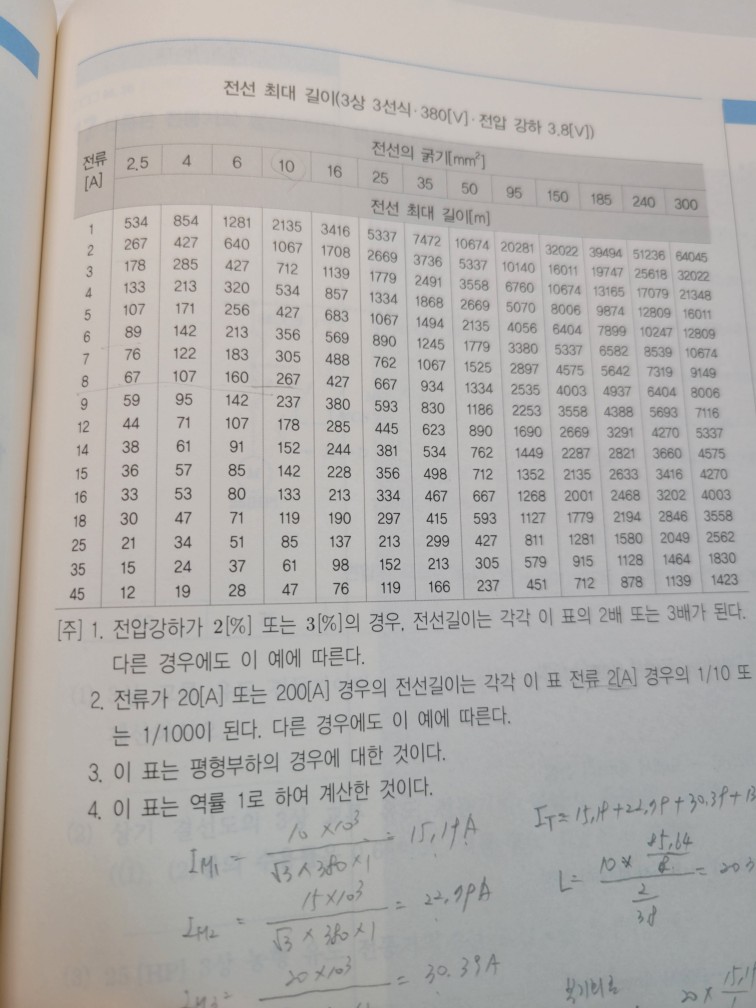 전선 최대 길이(3상 3선식·380[V]·전압 강하 3.8[V])
전류 [A] 전선의 굵기[mm²]
2.5 4 6 10 16 25 35 50 95 150 185 240 300
전선 최대 길이[m]
1 534 854 1281 2135 3416 5337 7472 10674 20281 32022 39494 51236 64045
2 267 427 640 1067 1708 2669 3736 5337 10140 16011 19747 25618 32022
3 178 285 427 712 1139 1779 2491 3558 6760 10674 13165 17079 21348
4 133 213 320 534 857 1334 1868 2669 5070 8006 9874 12809 16011
5 107 171 256 427 683 1067 1494 2135 4056 6404 7899 10247 12809
6 89 142 213 356 569 890 1245 1779 3380 5337 6582 8539 10674
7 76 122 183 305 488 762 1067 1525 2897 4575 5642 7319 9149
8 67 107 160 267 427 667 934 1334 2535 4003 4937 6404 8006
9 59 95 142 237 380 593 830 1186 2253 3558 4388 5693 7116
12 44 71 107 178 285 445 623 890 1690 2669 3291 4270 5337
14 38 61 91 152 244 381 534 762 1449 2287 2821 3660 4575
15 36 57 85 142 228 356 498 712 1352 2135 2633 3416 4270
16 33 53 80 133 213 334 467 667 1268 2001 2468 3202 4003
18 30 47 71 119 190 297 415 593 1127 1779 2194 2846 3558
25 21 34 51 85 137 213 299 427 811 1281 1580 2049 2562
35 15 24 37 61 98 152 213 305 579 915 1128 1464 1830
45 12 19 28 47 76 119 166 237 451 712 878 1139 1423
[주] 1. 전압강하가 2[%] 또는 3[%]의 경우, 전선길이는 각각 이 표의 2배 또는 3배가 된다.
다른 경우에도 이 예에 따른다.
2. 전류가 20[A] 또는 200[A] 경우의 전선길이는 각각 이 표 전류 2[A] 경우의 1/10 또
는 1/100이 된다. 다른 경우에도 이 예에 따른다.
3. 이 표는 평형부하의 경우에 대한 것이다.
4. 이 표는 역률 1로 하여 계산한 것이다.
10×10³
√3×380×1
= 15,19A
15×10³
√3×380×1
= 22,79A
20×10³
= 30.39A